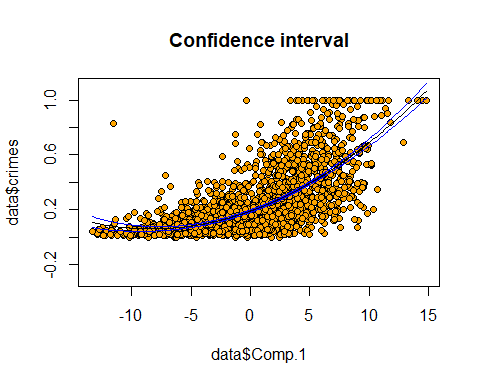 Confidence interval
data$crimes
1.0
0.6
0.2
-0.2
-10 -5 0 5 10 15
data$Comp.1